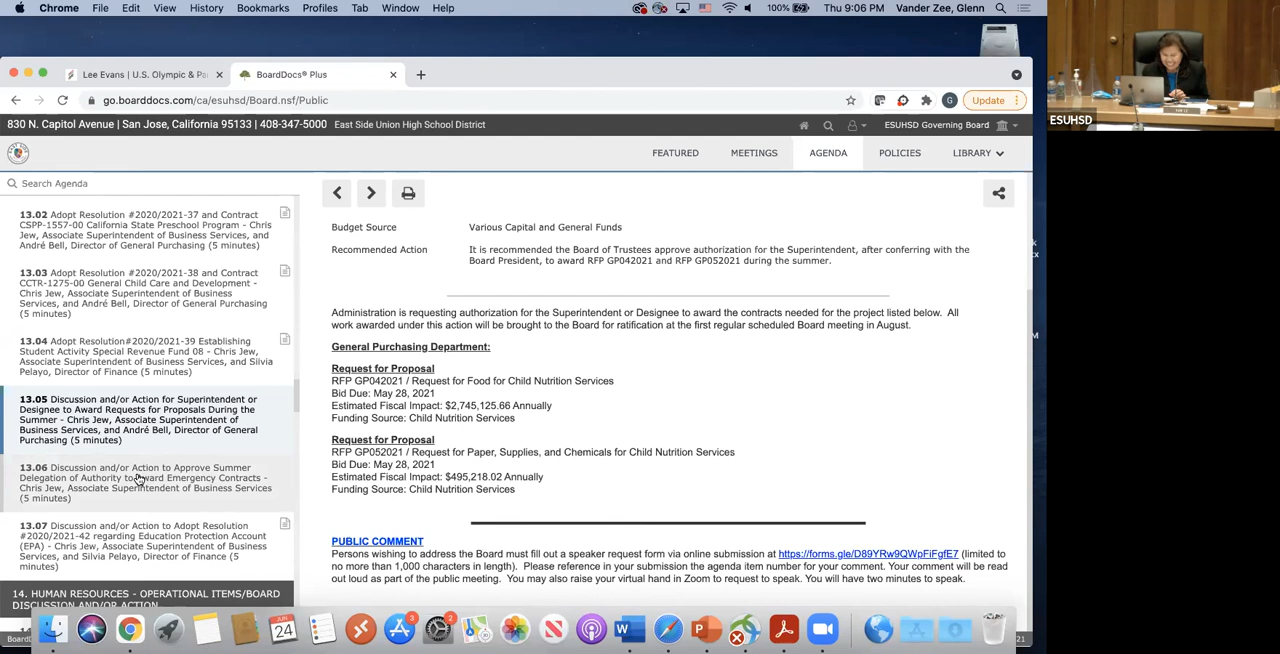 Chrome File Edit View History Bookmarks Profiles Tab Window Help 100% Thu 9:06 PM Vander Zee, Glenn
Lee Evans | U.S. Olympic & Pa BoardDocs® Plus
go.boarddocs.com/ca/esuhsd/Board.nsf/Public G Update
830 N. Capitol Avenue | San Jose, California 95133 | 408-347-5000 East Side Union High School District ESUHSD Governing Board
ESUHSD
FEATURED MEETINGS AGENDA POLICIES LIBRARY
Search Agenda
13.02 Adopt Resolution #2020/2021-37 and Contract
CSPP-1557-00 California State Preschool Program - Chris
Jew, Associate Superintendent of Business Services, and
André Bell, Director of General Purchasing (5 minutes)
13.03 Adopt Resolution #2020/2021-38 and Contract
CCTR-1275-00 General Child Care and Development -
Chris Jew, Associate Superintendent of Business
Services, and André Bell, Director of General Purchasing
(5 minutes)
13.04 Adopt Resolution#2020/2021-39 Establishing
Student Activity Special Revenue Fund 08 - Chris Jew,
Associate Superintendent of Business Services, and Silvia
Pelayo, Director of Finance (5 minutes)
13.05 Discussion and/or Action for Superintendent or
Designee to Award Requests for Proposals During the
Summer - Chris Jew, Associate Superintendent of
Business Services, and André Bell, Director of General
Purchasing (5 minutes)
13.06 Discussion and/or Action to Approve Summer
Delegation of Authority to Award Emergency Contracts -
Chris Jew, Associate Superintendent of Business Services
(5 minutes)
13.07 Discussion and/or Action to Adopt Resolution
#2020/2021-42 regarding Education Protection Account
(EPA) - Chris Jew, Associate Superintendent of Business
Services, and Silvia Pelayo, Director of Finance (5
minutes)
14. HUMAN RESOURCES - OPERATIONAL ITEMS/BOARD
DISCUSSION AND/OR ACTION
Budget Source Various Capital and General Funds
Recommended Action It is recommended the Board of Trustees approve authorization for the Superintendent, after conferring with the
Board President, to award RFP GP042021 and RFP GP052021 during the summer.
Administration is requesting authorization for the Superintendent or Designee to award the contracts needed for the project listed below. All
work awarded under this action will be brought to the Board for ratification at the first regular scheduled Board meeting in August.
General Purchasing Department:
Request for Proposal
RFP GP042021 / Request for Food for Child Nutrition Services
Bid Due: May 28, 2021
Estimated Fiscal Impact: $2,745,125.66 Annually
Funding Source: Child Nutrition Services
Request for Proposal
RFP GP052021 / Request for Paper, Supplies, and Chemicals for Child Nutrition Services
Bid Due: May 28, 2021
Estimated Fiscal Impact: $495,218.02 Annually
Funding Source: Child Nutrition Services
PUBLIC COMMENT
Persons wishing to address the Board must fill out a speaker request form via online submission at https://forms.gle/D89YRw9QWpFiFgfE7 (limited to
no more than 1,000 characters in length). Please reference in your submission the agenda item number for your comment. Your comment will be read
out loud as part of the public meeting. You may also raise your virtual hand in Zoom to request to speak. You will have two minutes to speak.
JUN
24 3 2 W P
21